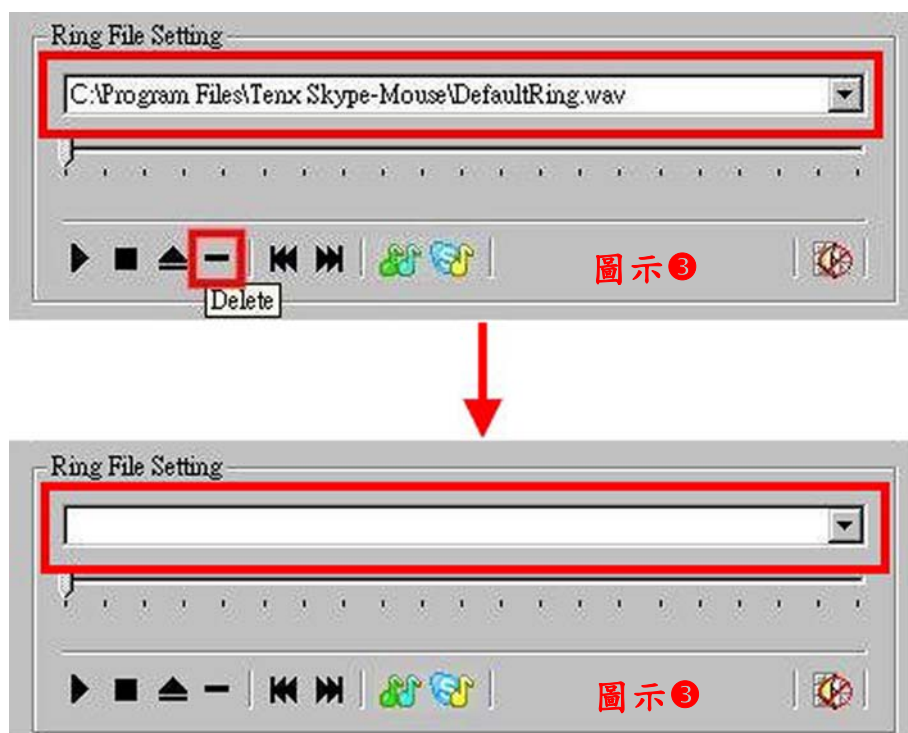 Ring File Setting
C:\Program Files\Tenx Skype-Mouse\DefaultRing.wav
圖示❸
Delete
Ring File Setting
圖示❸